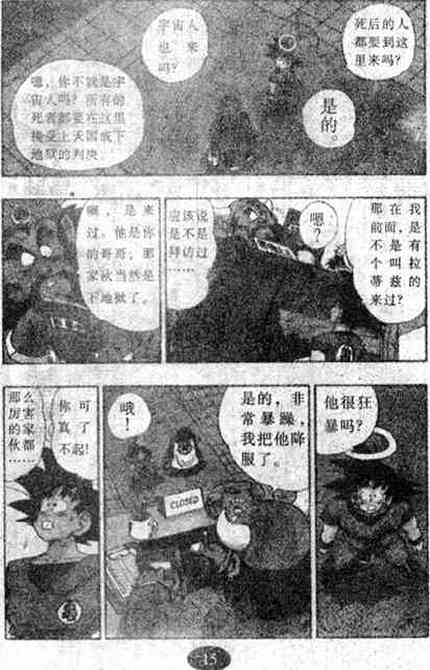 死后的人
都要到这
里来吗?
是
的。
宇宙人
也来
吗?
嗯,你不就是宇
宙人吗?所有的
死者都要在这里
接受上天国或下
地狱的判决
那在我
前面,是
不是有
个叫拉
蒂兹的
来过?
嗯?
应该说
是不是
拜访过
……
是来
过。他是你
的哥哥,那
家伙当然是
下地狱了。
他很狂
暴吗?
是的,非
常暴躁,
我把他降
服了。
哦!
CLOSED
你可
真了
不起!
那么
厉害
的家
伙都
……
15